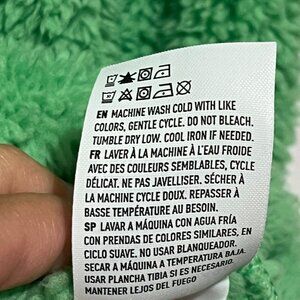 EN MACHINE WASH COLD WITH LIKE
COLORS, GENTLE CYCLE. DO NOT BLEACH.
TUMBLE DRY LOW. COOL IRON IF NEEDED.
FR LAVER À LA MACHINE À L'EAU FROIDE
AVEC DES COULEURS SEMBLABLES, CYCLE
DÉLICAT. NE PAS JAVELLISER. SÉCHER À
LA MACHINE CYCLE DOUX. REPASSER À
BASSE TEMPÉRATURE AU BESOIN.
SP LAVAR A MÁQUINA CON AGUA FRÍA
CON PRENDAS DE COLORES SIMILARES, EN
CICLO SUAVE. NO USAR BLANQUEADOR.
SECAR A MÁQUINA A TEMPERATURA BAJA.
USAR PLANCHA TIBIA SI ES NECESARIO.
MANTENER LEJOS DEL FUEGO